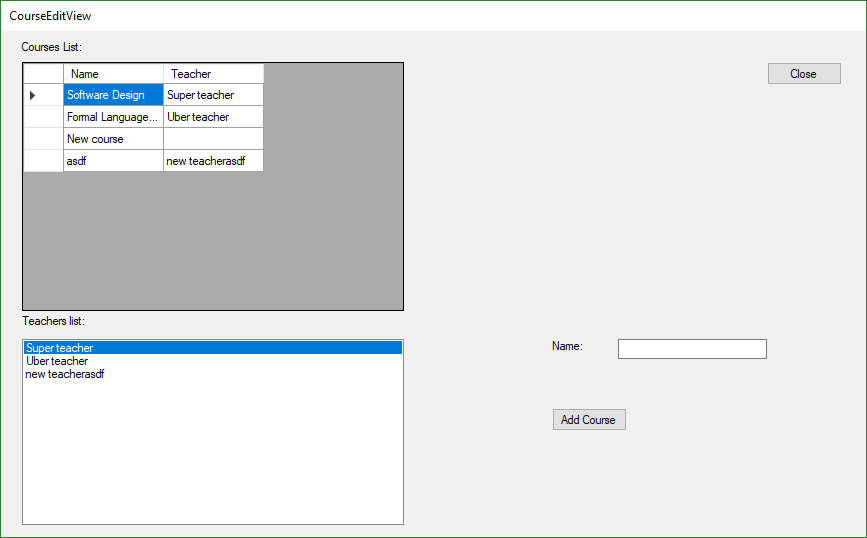 CourseEditView
Courses List:
Close
Name Teacher
Software Design Super teacher
Formal Language... Uber teacher
New course
asdf new teacherasdf
Teachers list:
Super teacher
Uber teacher
new teacherasdf
Name:
Add Course